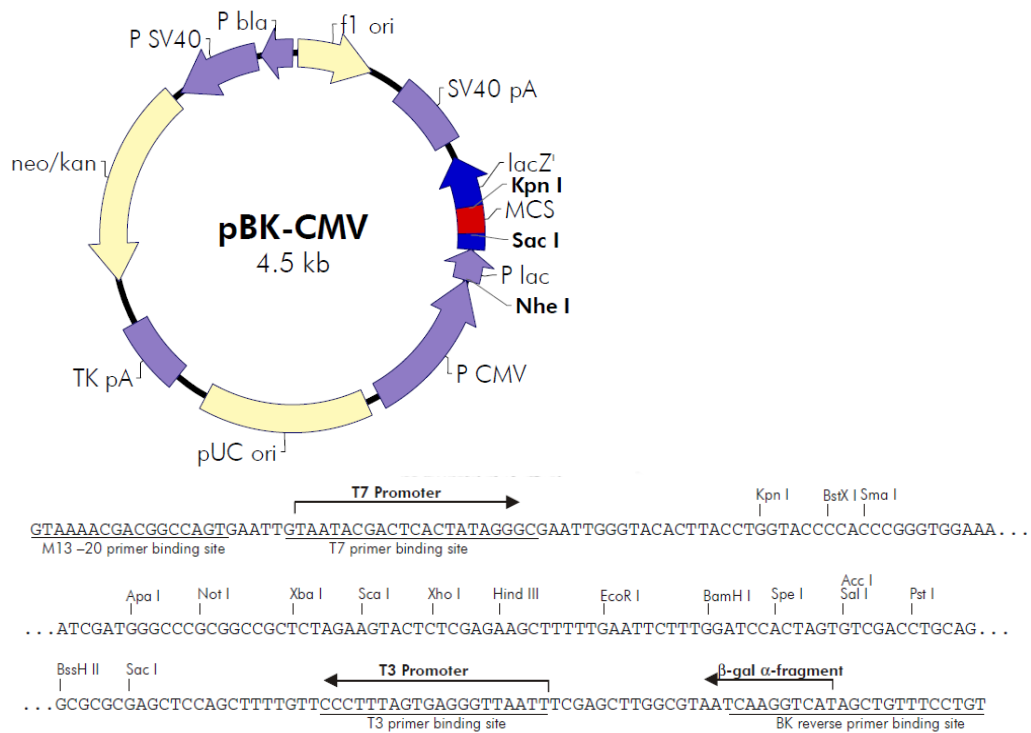 P bla
f1 ori
P SV40
SV40 pA
lacZ'
Kpn I
neo/kan
MCS
pBK-CMV
Sac I
4.5 kb
P lac
Nhe I
TK pA
P CMV
pUC ori
T7 Promoter
Kpn I BstX I Sma I
GTAAAACGACGGCCAGTGAATTGTAATACGACTCACTATAGGGCGAATTGGGTACACTTACCTGGTACCCCACCCGGGTGGAAA...
M13 –20 primer binding site T7 primer binding site
Acc I
Apa I Not I Xba I Sca I Xho I Hind III EcoR I BamH I Spe I Sal I Pst I
...ATCGATGGGCCCGCGGCCGCTCTAGAAGTACTCTCGAGAAGCTTTTTGAATTCTTTGGATCCACTAGTGTCGACCTGCAG...
BssH II Sac I T3 Promoter β-gal α-fragment
...GCGCGCGAGCTCCAGCTTTTGTTCCCTTTAGTGAGGGTTAATTTCGAGCTTGGCGTAATCAAGGTCATAGCTGTTTCCTGT
T3 primer binding site BK reverse primer binding site